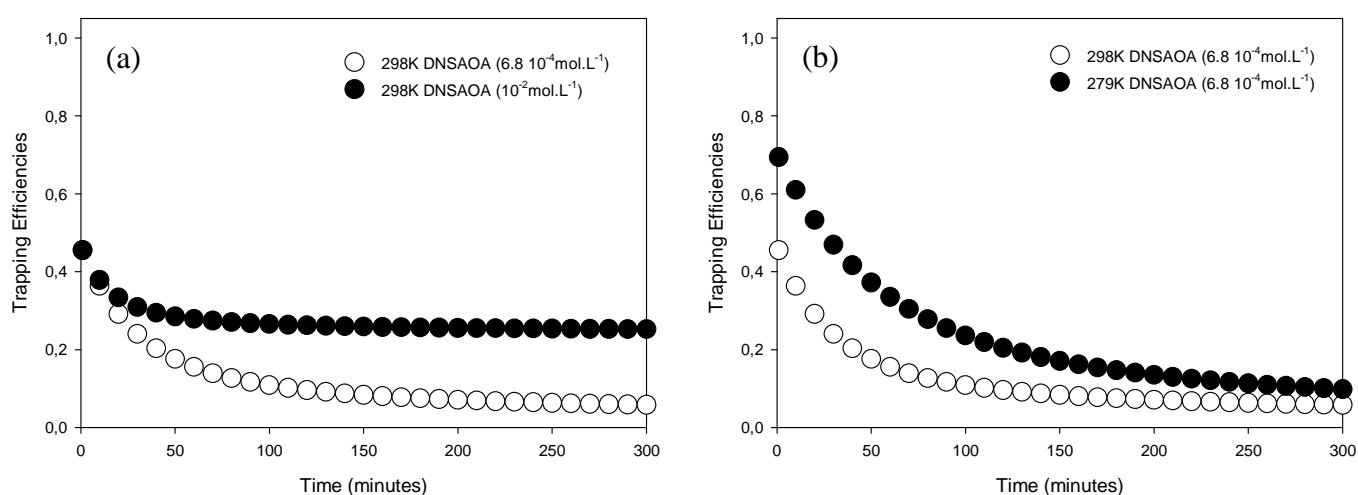 (a)
298K DNSAOA (6.8 10⁻⁴mol.L⁻¹)
298K DNSAOA (10⁻²mol.L⁻¹)
Trapping Efficiencies
1,0
0,8
0,6
0,4
0,2
0,0
0 50 100 150 200 250 300
Time (minutes)
(b)
298K DNSAOA (6.8 10⁻⁴mol.L⁻¹)
279K DNSAOA (6.8 10⁻⁴mol.L⁻¹)
Trapping Efficiencies
1,0
0,8
0,6
0,4
0,2
0,0
0 50 100 150 200 250 300
Time (minutes)